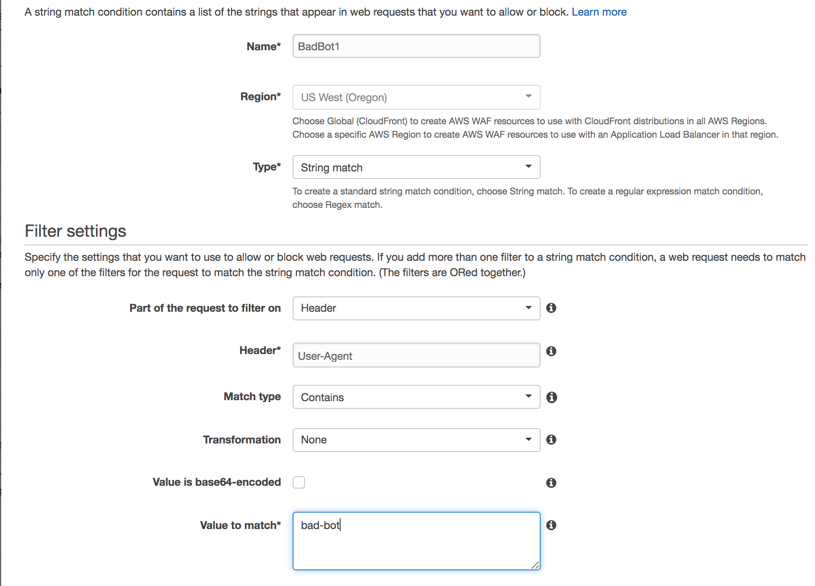 A string match condition contains a list of the strings that appear in web requests that you want to allow or block. Learn more
Name* BadBot1
Region* US West (Oregon)
Choose Global (CloudFront) to create AWS WAF resources to use with CloudFront distributions in all AWS Regions.
Choose a specific AWS Region to create AWS WAF resources to use with an Application Load Balancer in that region.
Type* String match
To create a standard string match condition, choose String match. To create a regular expression match condition,
choose Regex match.
Filter settings
Specify the settings that you want to use to allow or block web requests. If you add more than one filter to a string match condition, a web request needs to match
only one of the filters for the request to match the string match condition. (The filters are ORed together.)
Part of the request to filter on Header
Header* User-Agent
Match type Contains
Transformation None
Value is base64-encoded
Value to match* bad-bot